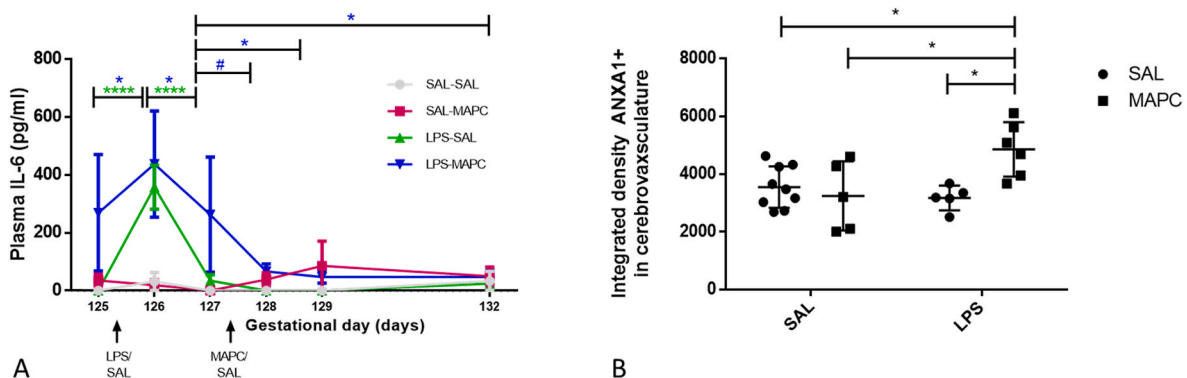 *
800
*
#
*
*
****
****
600
400
200
0
Plasma IL-6 (pg/ml)
SAL-SAL
SAL-MAPC
LPS-SAL
LPS-MAPC
125
126
127
128
129
132
Gestational day (days)
LPS/
SAL
MAPC/
SAL
A
*
*
*
8000
6000
4000
2000
0
Integrated density ANXA1+
in cerebrovaxsculature
SAL
MAPC
SAL
LPS
B